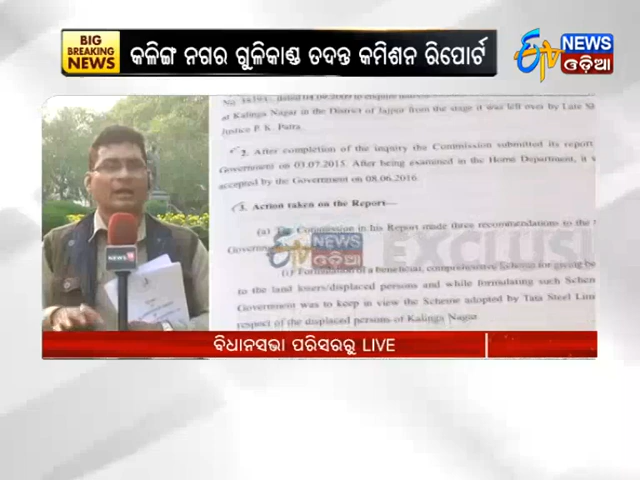 BIG
BREAKING
NEWS
କଳିଙ୍ଗ ନଗର ଗୁଳିକାଣ୍ଡ ତଦନ୍ତ କମିଶନ ରିପୋର୍ଟ
ETV NEWS
ଓଡ଼ିଆ
at Kalinga Nagar in the District of Jajpur from the stage it was left over by Late
Justice P. K. Patra
2. After completion of the inquiry the Commission submitted its report
Government on 03.07.2015. After being examined in the Home Department, it
accepted by the Government on 08.06.2016.
3. Action taken on the Report—
(a) The Commission in his Report made three recommendations to the
Government
NEWS
EXCLUSI
(i) Formulation of a beneficial, comprehensive Scheme for giving
to the land losers/displaced persons and while formulating such
Government was to keep in view the Scheme adopted by Tata Steel
respect of the displaced persons of Kalinga Nagar
NEWS
ବିଧାନସଭା ପରିସରରୁ LIVE